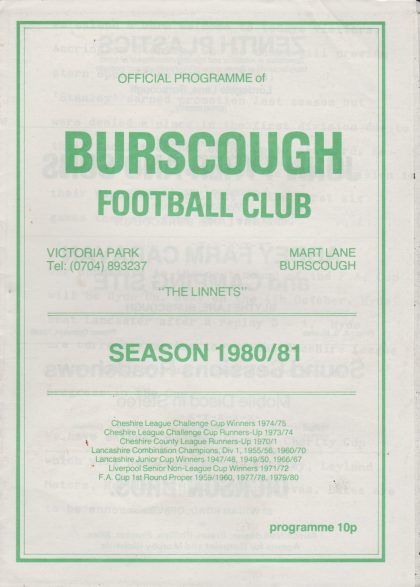 OFFICIAL PROGRAMME of
BURSCOUGH
FOOTBALL CLUB
VICTORIA PARK MART LANE
Tel: (0704) 893237 BURSCOUGH
"THE LINNETS"
SEASON 1980/81
Cheshire League Challenge Cup Winners 1974/75
Cheshire League Challenge Cup Runners-Up 1973/74
Cheshire County League Runners-Up 1970/1
Lancashire Combination Champions, Div 1, 1955/56, 1969/70
Lancashire Junior Cup Winners 1947/48, 1949/50, 1966/67
Liverpool Senior Non-League Cup Winners 1971/72
F.A. Cup 1st Round Proper 1959/1960, 1977/78, 1979/80
programme 10p